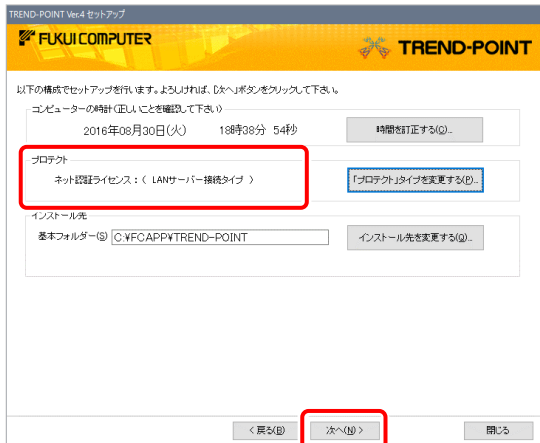 TREND-POINT Ver.4 セットアップ
FUKUI COMPUTER
TREND-POINT
以下の構成でセットアップを行います。よろしければ、[次へ]ボタンをクリックして下さい。
コンピューターの時計(正しいことを確認して下さい)
2016年08月30日(火) 18時38分 54秒 時間を訂正する(C)...
プロテクト
ネット認証ライセンス:( LANサーバー接続タイプ ) 「プロテクト」タイプを変更する(P)...
インストール先
基本フォルダー(S) C:¥FCAPP¥TREND-POINT インストール先を変更する(O)...
< 戻る(B) 次へ(N) > 閉じる